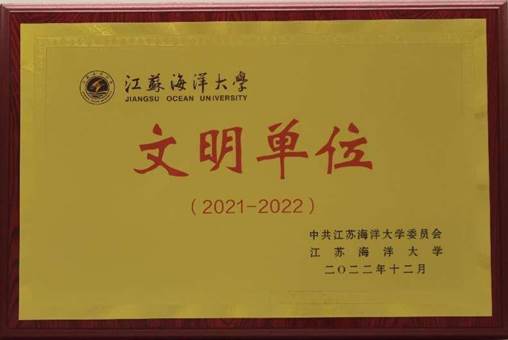 江蘇海洋大學
JIANGSU OCEAN UNIVERSITY
文明单位
（2021-2022）
中共江苏海洋大学委员会
江苏海洋大学
二〇二二年十二月